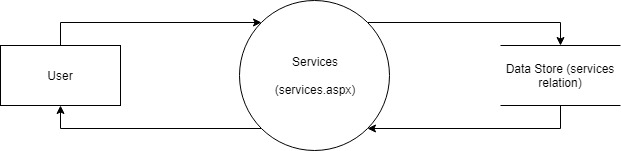 User
Services
(services.aspx)
Data Store (services
relation)